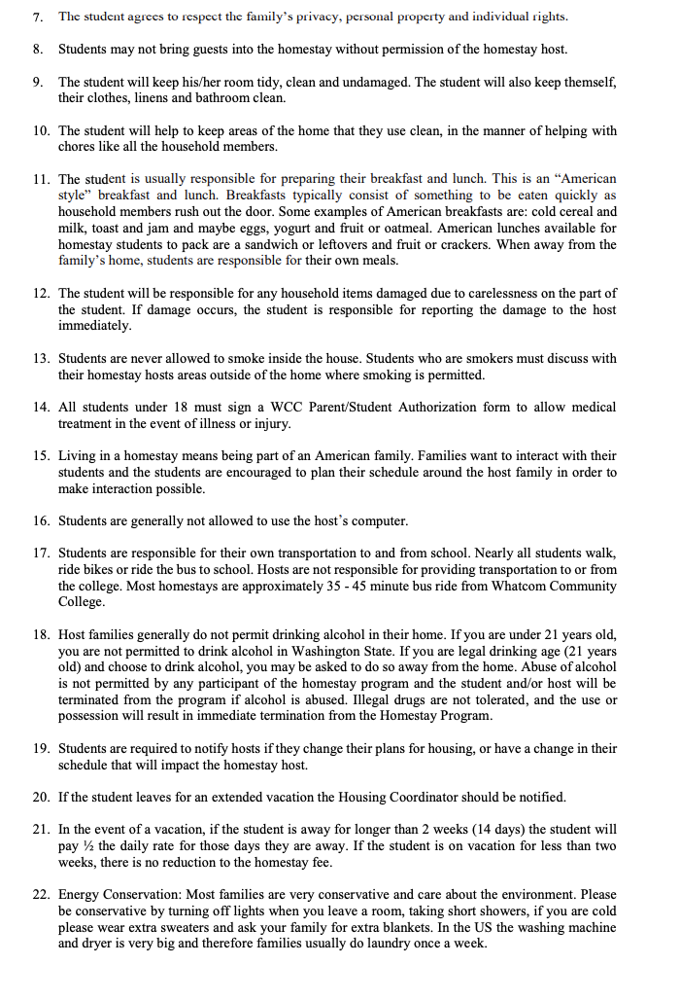 7. The student agrees to respect the family's privacy, personal property and individual rights.
8. Students may not bring guests into the homestay without permission of the homestay host.
9. The student will keep his/her room tidy, clean and undamaged. The student will also keep themself,
their clothes, linens and bathroom clean.
10. The student will help to keep areas of the home that they use clean, in the manner of helping with
chores like all the household members.
11. The student is usually responsible for preparing their breakfast and lunch. This is an “American
style” breakfast and lunch. Breakfasts typically consist of something to be eaten quickly as
household members rush out the door. Some examples of American breakfasts are: cold cereal and
milk, toast and jam and maybe eggs, yogurt and fruit or oatmeal. American lunches available for
homestay students to pack are a sandwich or leftovers and fruit or crackers. When away from the
family's home, students are responsible for their own meals.
12. The student will be responsible for any household items damaged due to carelessness on the part of
the student. If damage occurs, the student is responsible for reporting the damage to the host
immediately.
13. Students are never allowed to smoke inside the house. Students who are smokers must discuss with
their homestay hosts areas outside of the home where smoking is permitted.
14. All students under 18 must sign a WCC Parent/Student Authorization form to allow medical
treatment in the event of illness or injury.
15. Living in a homestay means being part of an American family. Families want to interact with their
students and the students are encouraged to plan their schedule around the host family in order to
make interaction possible.
16. Students are generally not allowed to use the host's computer.
17. Students are responsible for their own transportation to and from school. Nearly all students walk,
ride bikes or ride the bus to school. Hosts are not responsible for providing transportation to or from
the college. Most homestays are approximately 35 - 45 minute bus ride from Whatcom Community
College.
18. Host families generally do not permit drinking alcohol in their home. If you are under 21 years old,
you are not permitted to drink alcohol in Washington State. If you are legal drinking age (21 years
old) and choose to drink alcohol, you may be asked to do so away from the home. Abuse of alcohol
is not permitted by any participant of the homestay program and the student and/or host will be
terminated from the program if alcohol is abused. Illegal drugs are not tolerated, and the use or
possession will result in immediate termination from the Homestay Program.
19. Students are required to notify hosts if they change their plans for housing, or have a change in their
schedule that will impact the homestay host.
20. If the student leaves for an extended vacation the Housing Coordinator should be notified.
21. In the event of a vacation, if the student is away for longer than 2 weeks (14 days) the student will
pay ½ the daily rate for those days they are away. If the student is on vacation for less than two
weeks, there is no reduction to the homestay fee.
22. Energy Conservation: Most families are very conservative and care about the environment. Please
be conservative by turning off lights when you leave a room, taking short showers, if you are cold
please wear extra sweaters and ask your family for extra blankets. In the US the washing machine
and dryer is very big and therefore families usually do laundry once a week.